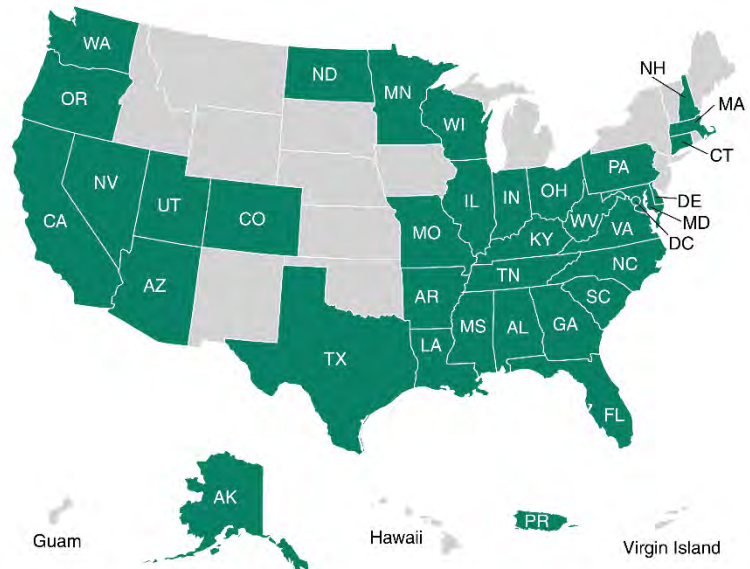 WA
ND
MN
NH
OR
MA
WI
CT
PA
NV
UT
CO
CA
IL
IN
OH
DE
MD
WV
VA
DC
MO
KY
NC
TN
AZ
AR
SC
MS
AL
GA
LA
TX
FL
AK
PR
Guam
Hawaii
Virgin Island